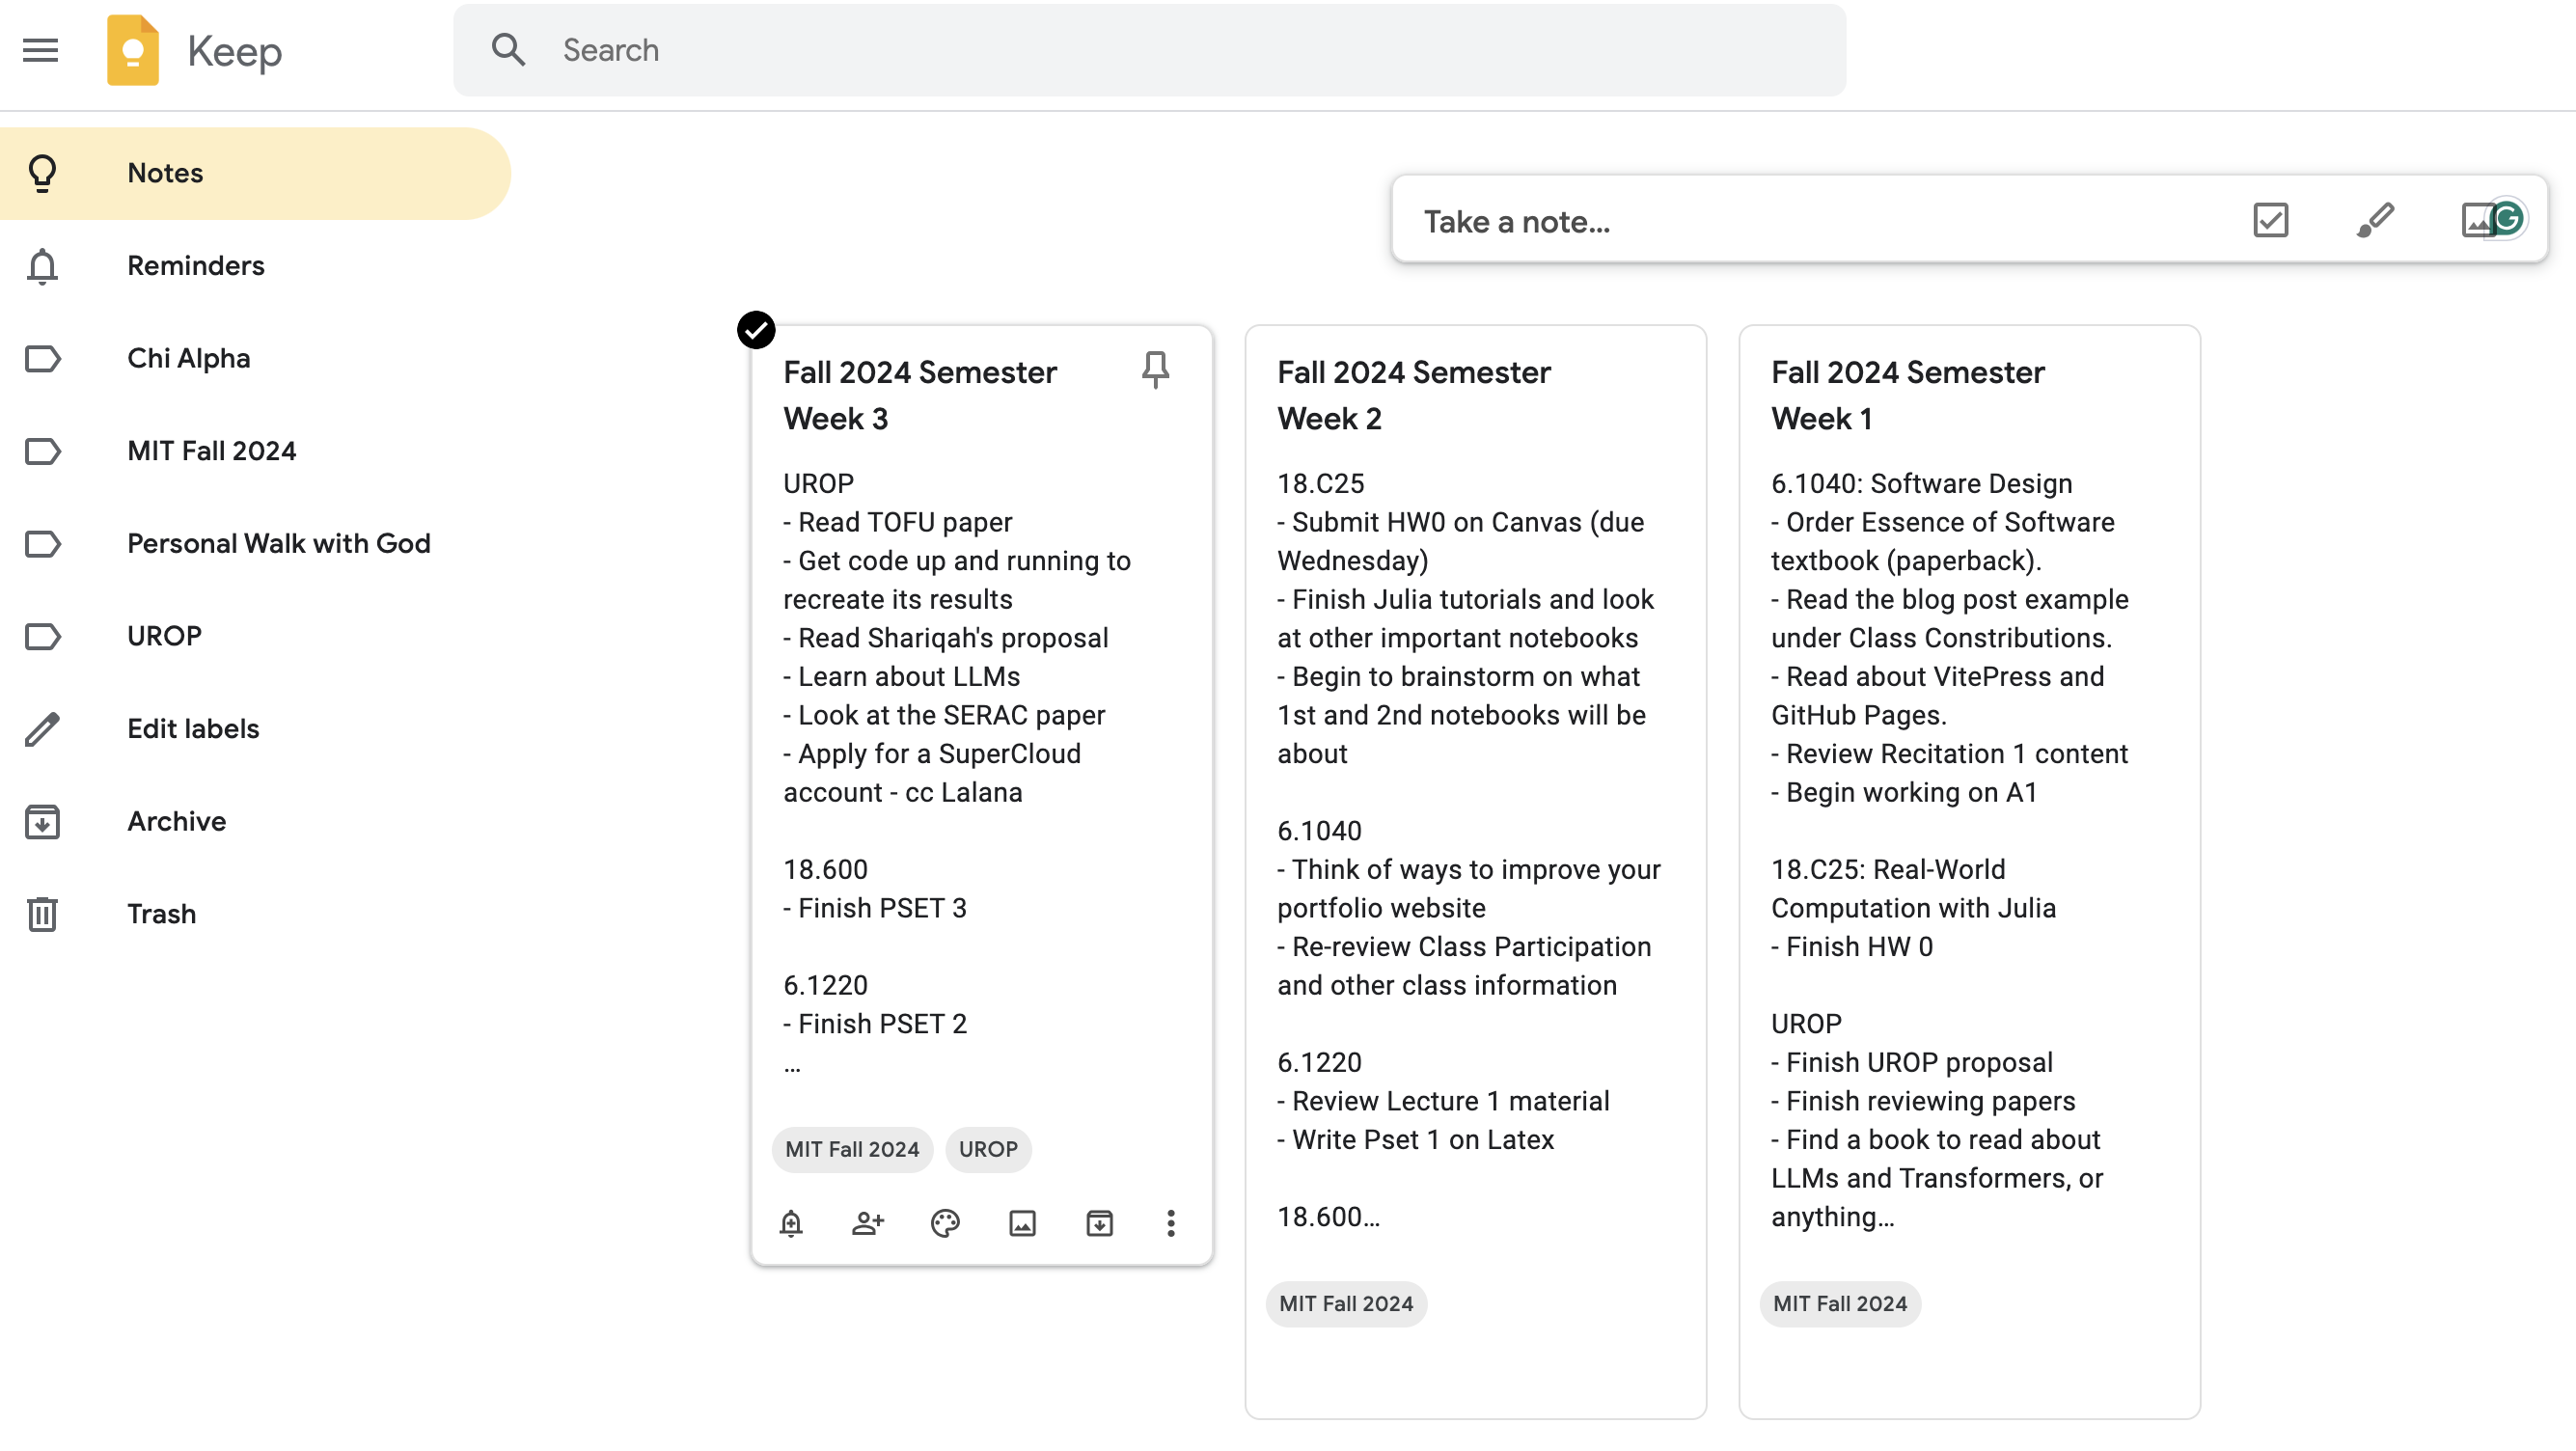 Keep
Search
Notes
Reminders
Chi Alpha
MIT Fall 2024
Personal Walk with God
UROP
Edit labels
Archive
Trash
Take a note...
G
Fall 2024 Semester
Week 3
UROP
- Read TOFU paper
- Get code up and running to
recreate its results
- Read Shariqah's proposal
- Learn about LLMs
- Look at the SERAC paper
- Apply for a SuperCloud
account - cc Lalana
18.600
- Finish PSET 3
6.1220
- Finish PSET 2
...
MIT Fall 2024
UROP
Fall 2024 Semester
Week 2
18.C25
- Submit HW0 on Canvas (due
Wednesday)
- Finish Julia tutorials and look
at other important notebooks
- Begin to brainstorm on what
1st and 2nd notebooks will be
about
6.1040
- Think of ways to improve your
portfolio website
- Re-review Class Participation
and other class information
6.1220
- Review Lecture 1 material
- Write Pset 1 on Latex
18.600...
MIT Fall 2024
Fall 2024 Semester
Week 1
6.1040: Software Design
- Order Essence of Software
textbook (paperback).
- Read the blog post example
under Class Constributions.
- Read about VitePress and
GitHub Pages.
- Review Recitation 1 content
- Begin working on A1
18.C25: Real-World
Computation with Julia
- Finish HW 0
UROP
- Finish UROP proposal
- Finish reviewing papers
- Find a book to read about
LLMs and Transformers, or
anything...
MIT Fall 2024